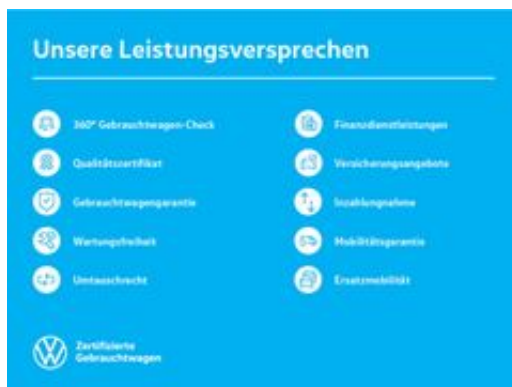 Unsere Leistungsversprechen
360° Gebrauchtwagen-Check
Qualitätszertifikat
Gebrauchtwagengarantie
Wartungsfreiheit
Umtauschrecht
Finanzdienstleistungen
Versicherungsangebote
Inzahlungnahme
Mobilitätsgarantie
Ersatzmobilität
Zertifizierte
Gebrauchtwagen